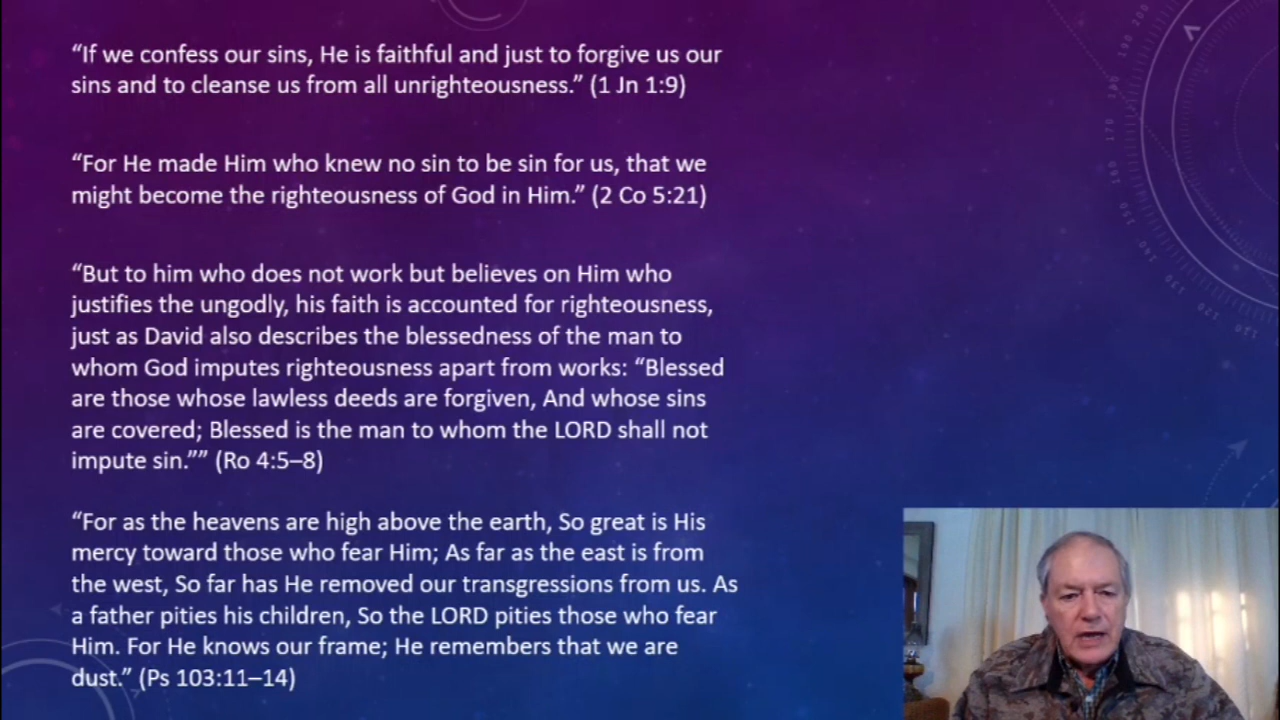 “If we confess our sins, He is faithful and just to forgive us our
sins and to cleanse us from all unrighteousness.” (1 Jn 1:9)
“For He made Him who knew no sin to be sin for us, that we
might become the righteousness of God in Him.” (2 Co 5:21)
“But to him who does not work but believes on Him who
justifies the ungodly, his faith is accounted for righteousness,
just as David also describes the blessedness of the man to
whom God imputes righteousness apart from works: “Blessed
are those whose lawless deeds are forgiven, And whose sins
are covered; Blessed is the man to whom the LORD shall not
impute sin.”” (Ro 4:5–8)
“For as the heavens are high above the earth, So great is His
mercy toward those who fear Him; As far as the east is from
the west, So far has He removed our transgressions from us. As
a father pities his children, So the LORD pities those who fear
Him. For He knows our frame; He remembers that we are
dust.” (Ps 103:11–14)